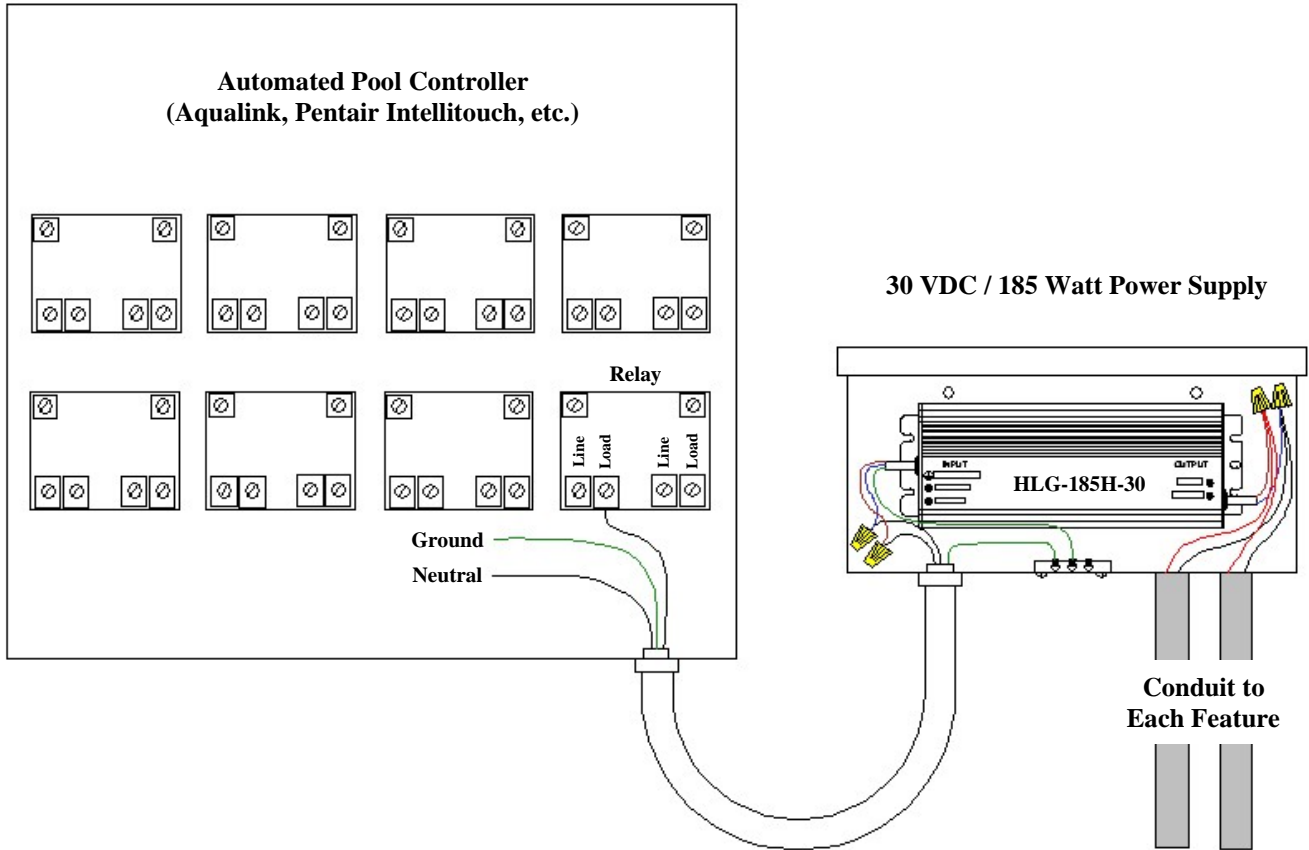 Automated Pool Controller
(Aqualink, Pentair Intellitouch, etc.)
30 VDC / 185 Watt Power Supply
Relay
Line
Load
Line
Load
INPUT
OUTPUT
HLG-185H-30
Ground
Neutral
Conduit to
Each Feature